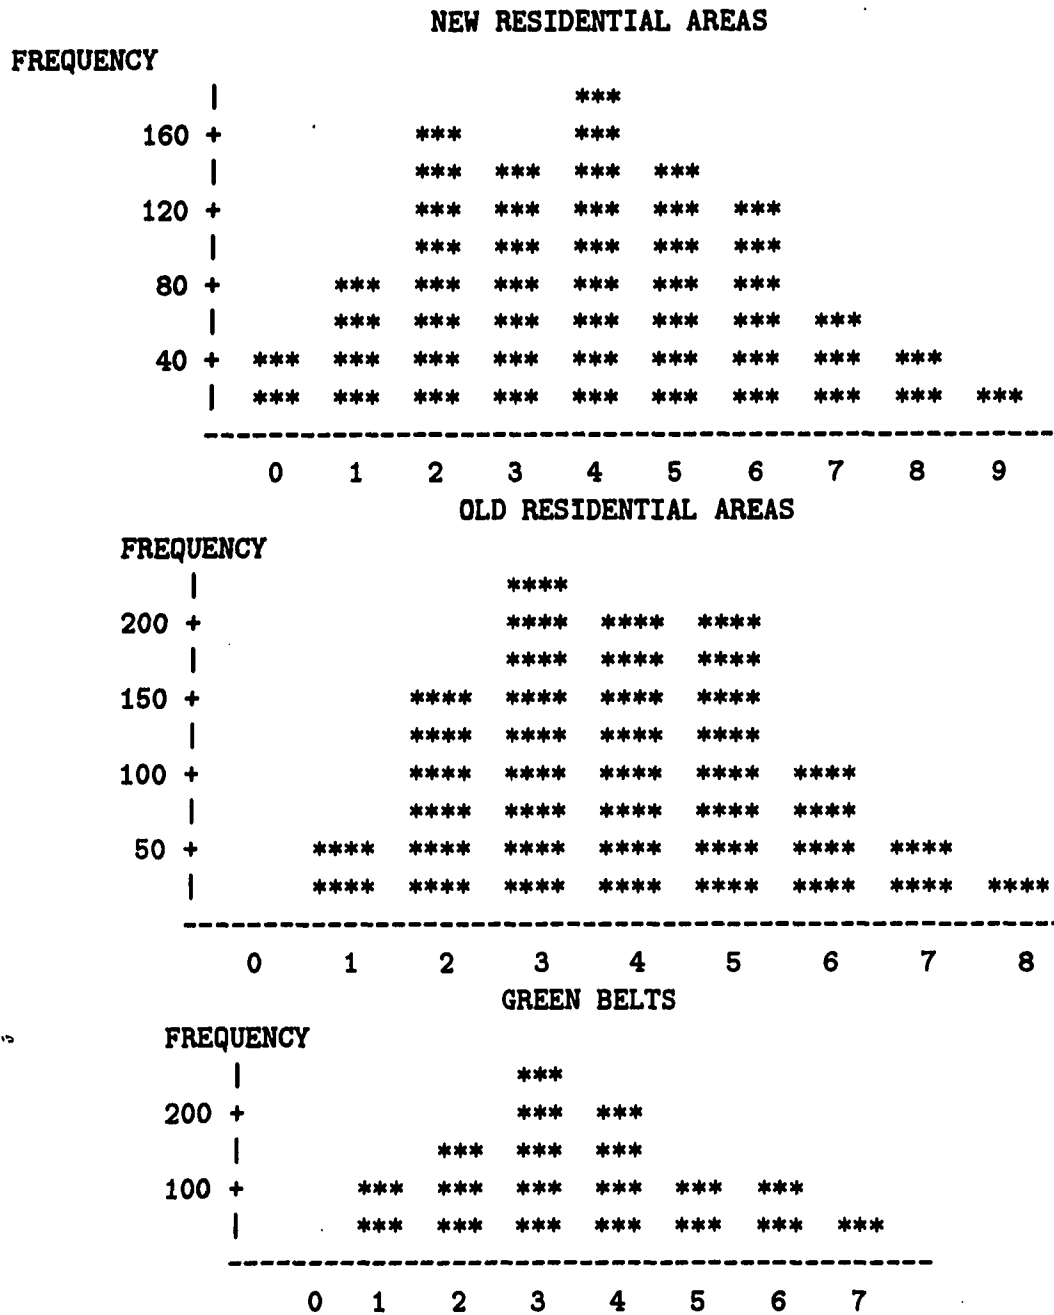 NEW RESIDENTIAL AREAS
FREQUENCY
| ***
160 + *** ***
| *** *** *** ***
120 + *** *** *** *** ***
| *** *** *** *** ***
80 + *** *** *** *** *** ***
| *** *** *** *** *** *** ***
40 + *** *** *** *** *** *** *** *** ***
| *** *** *** *** *** *** *** *** *** ***
------------------------------------------------
0 1 2 3 4 5 6 7 8 9
OLD RESIDENTIAL AREAS
FREQUENCY
| ****
200 + **** **** ****
| **** **** ****
150 + **** **** **** ****
| **** **** **** ****
100 + **** **** **** **** ****
| **** **** **** **** ****
50 + **** **** **** **** **** **** ****
| **** **** **** **** **** **** **** ****
------------------------------------------------
0 1 2 3 4 5 6 7 8
GREEN BELTS
FREQUENCY
| ***
200 + *** ***
| *** *** ***
100 + *** *** *** *** *** ***
| *** *** *** *** *** *** ***
----------------------------------------
0 1 2 3 4 5 6 7